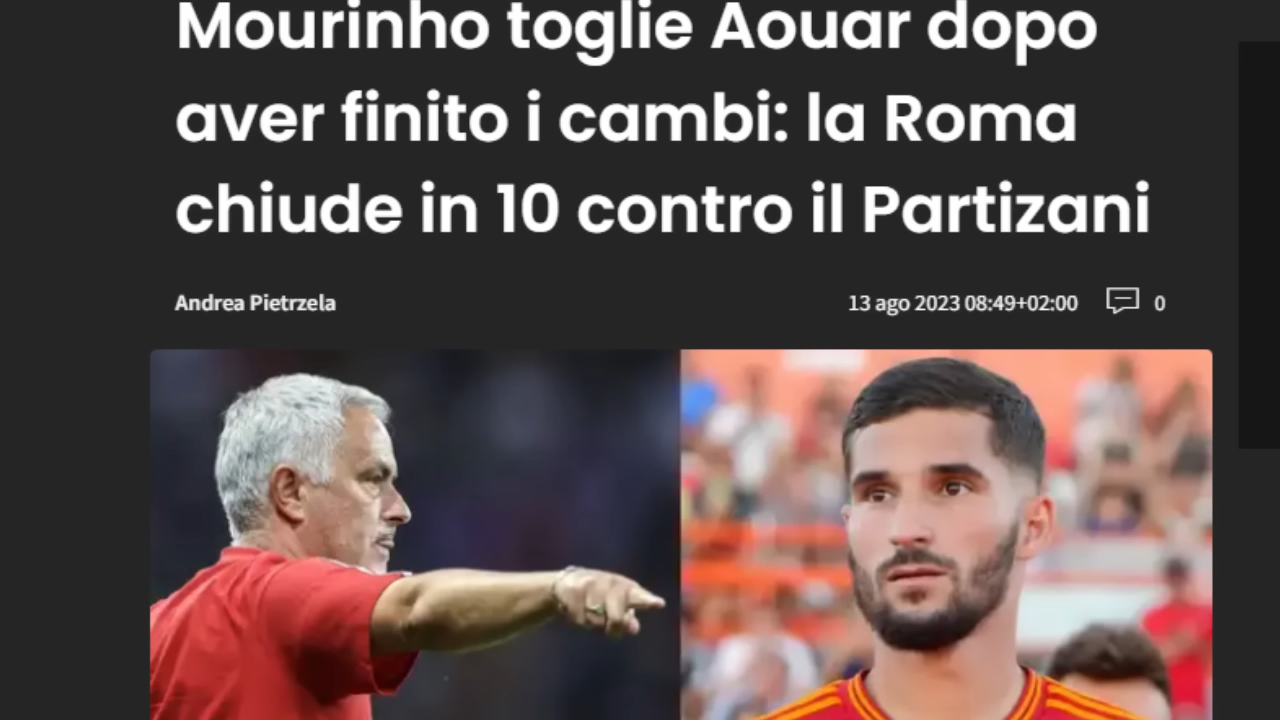 Mourinho toglie Aouar dopo
aver finito i cambi: la Roma
chiude in 10 contro il Partizani
Andrea Pietrzela
13 ago 2023 08:49+02:00 0